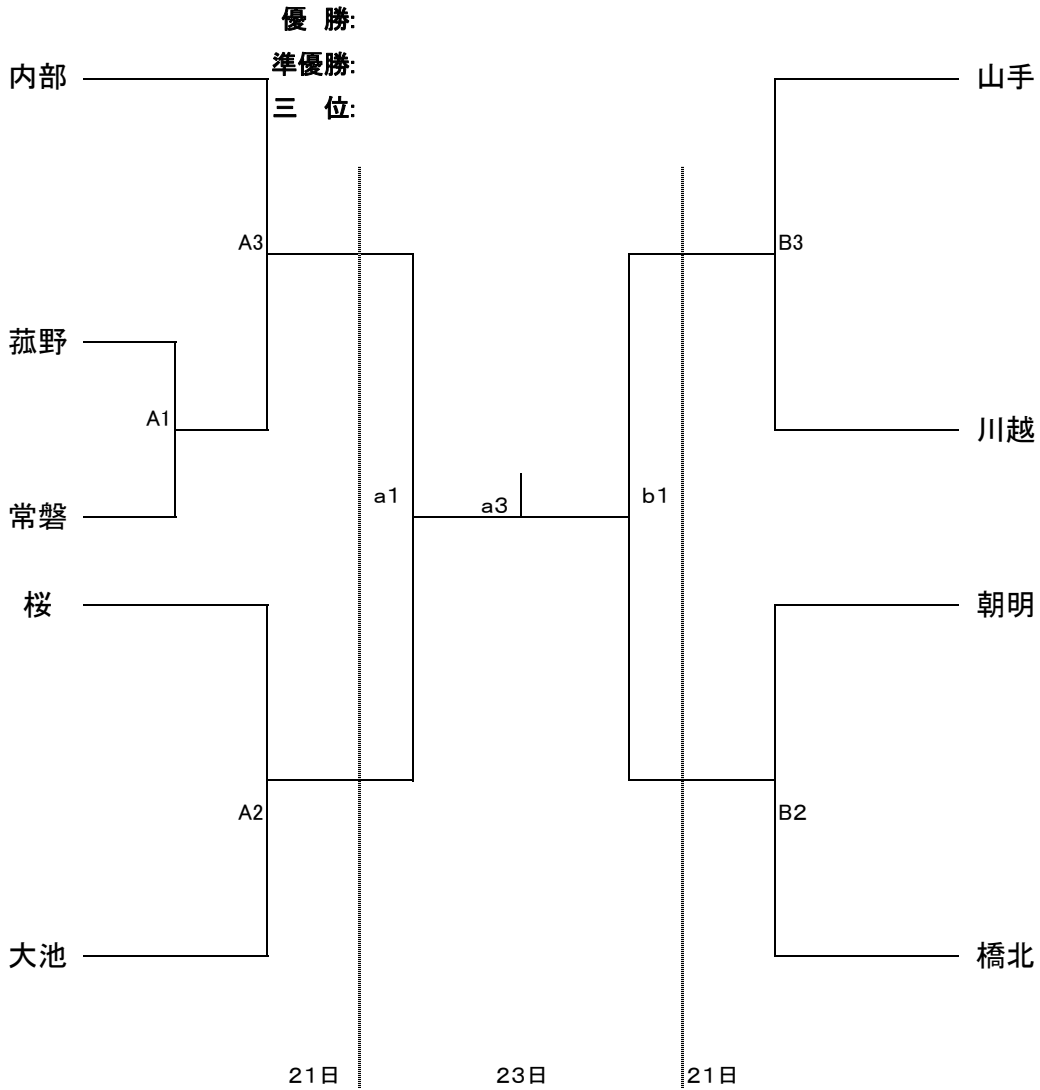 優 勝:
内部
準優勝:
山手
三 位:
A3
B3
菰野
A1
川越
常磐
a1
a3
b1
桜
朝明
A2
B2
大池
橋北
21日
23日
21日